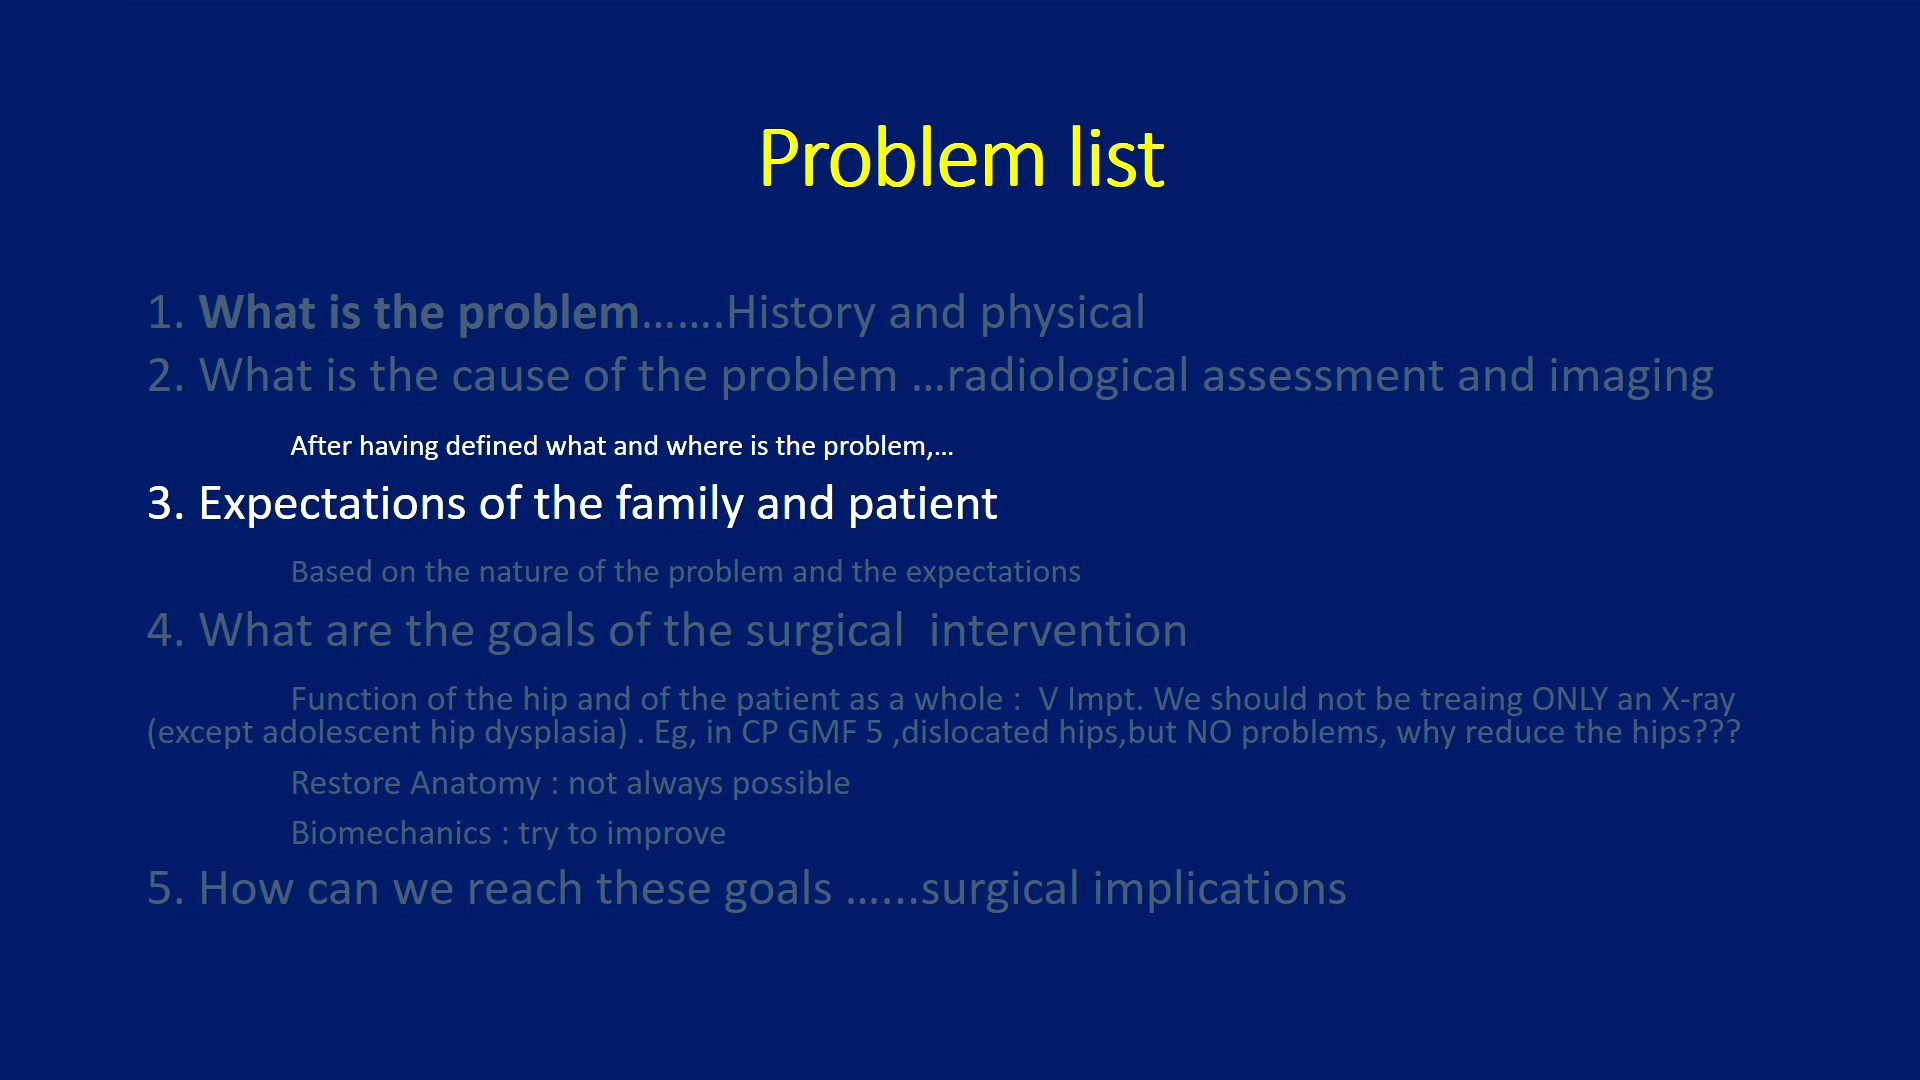 Problem list
1. What is the problem…….History and physical
2. What is the cause of the problem …radiological assessment and imaging
After having defined what and where is the problem,…
3. Expectations of the family and patient
Based on the nature of the problem and the expectations
4. What are the goals of the surgical  intervention
Function of the hip and of the patient as a whole :  V Impt. We should not be treaing ONLY an X-ray
(except adolescent hip dysplasia) . Eg, in CP GMF 5 ,dislocated hips,but NO problems, why reduce the hips???
Restore Anatomy : not always possible
Biomechanics : try to improve
5. How can we reach these goals …...surgical implications